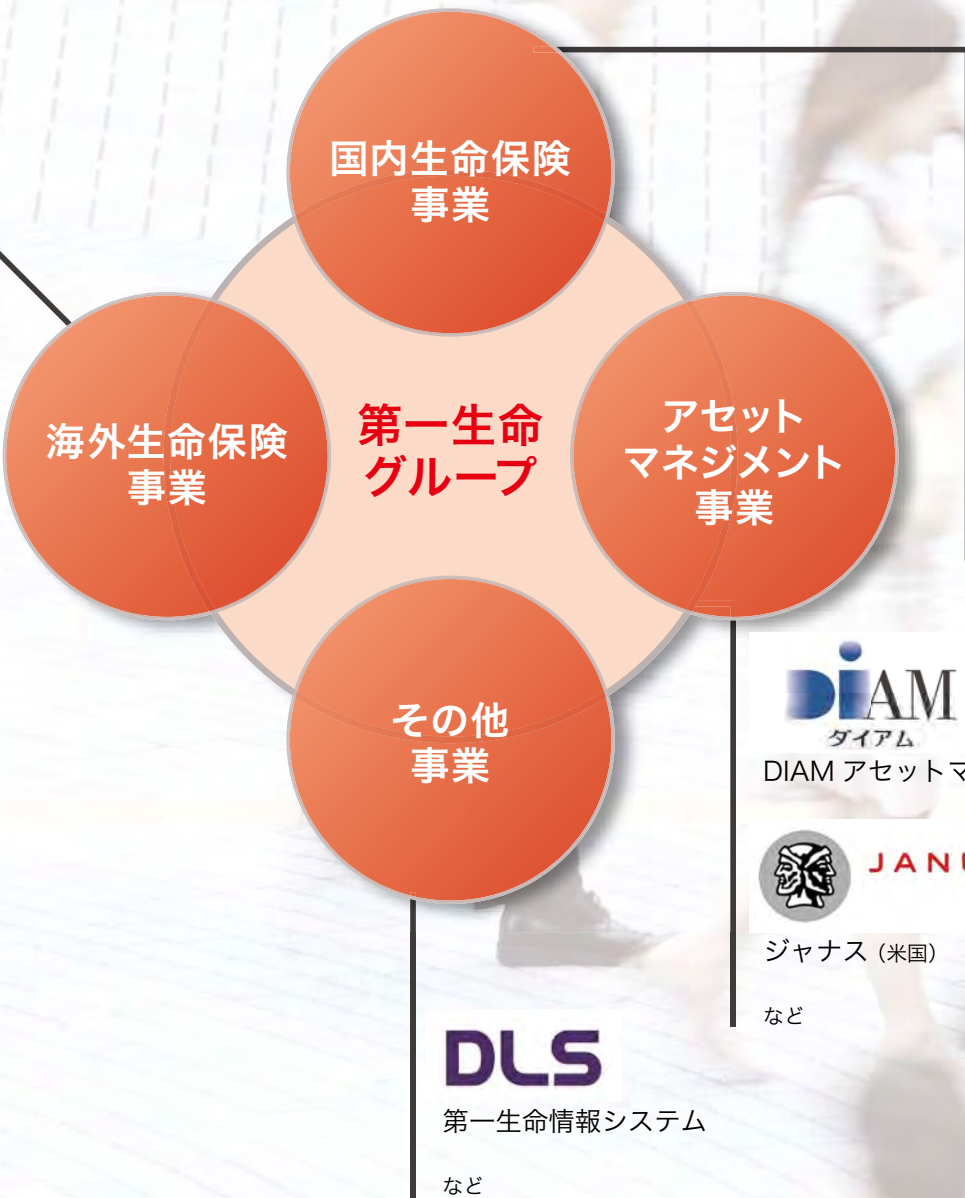 国内生命保険
事業
海外生命保険
事業
第一生命
グループ
アセット
マネジメント
事業
その他
事業
DiAM
ダイアム
DIAM アセットマ
JANU
ジャナス（米国）
など
DLS
第一生命情報システム
など